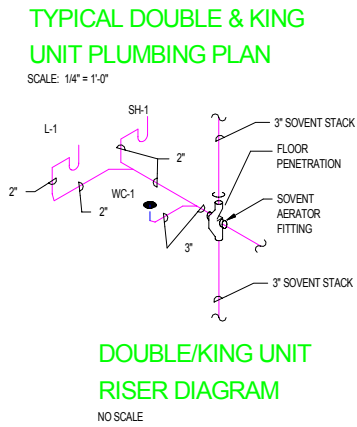 TYPICAL DOUBLE & KING
UNIT PLUMBING PLAN
SCALE: 1/4" = 1'-0"
SH-1
L-1
3" SOVENT STACK
2"
FLOOR
PENETRATION
2"
WC-1
2"
SOVENT
AERATOR
FITTING
3"
3" SOVENT STACK
DOUBLE/KING UNIT
RISER DIAGRAM
NO SCALE